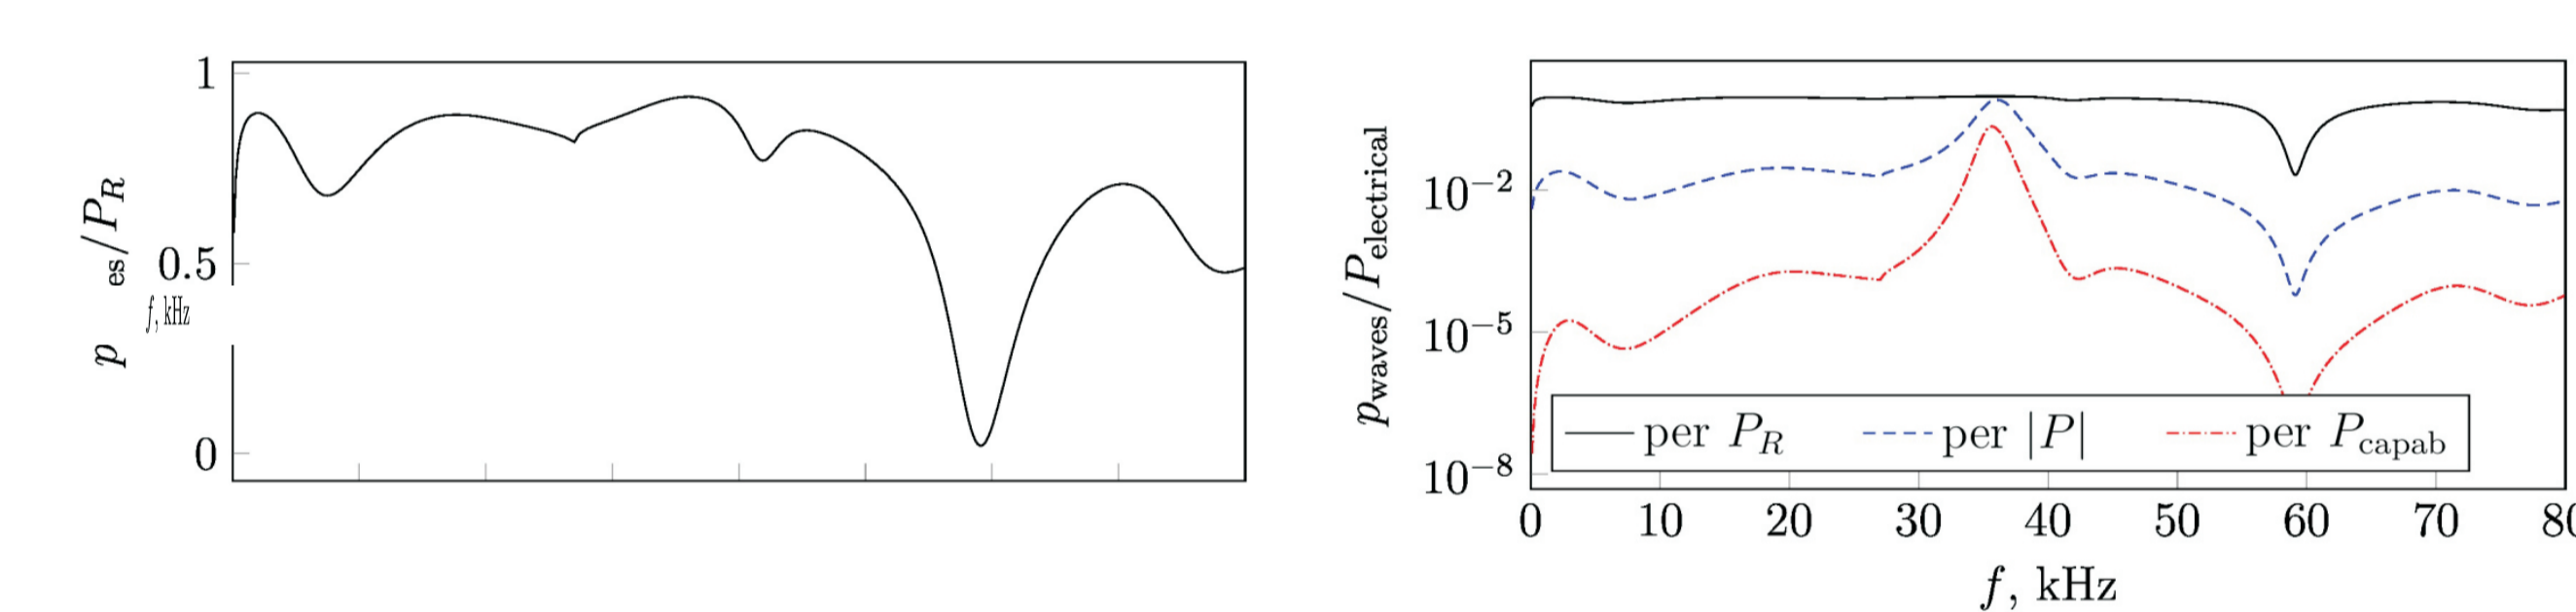 1
0.5
0
p es/P_R
f, kHz
p_waves/P_electrical
10^−2
10^−5
10^−8
per P_R per |P| per P_capab
0 10 20 30 40 50 60 70 80
f, kHz